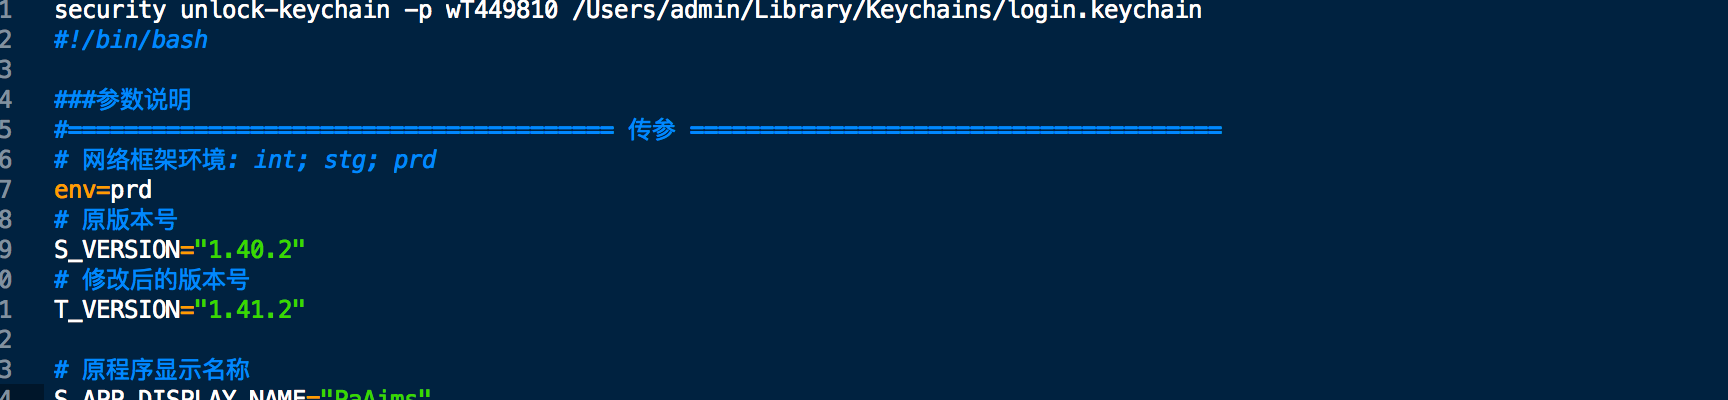 1 security unlock-keychain -p wT449810 /Users/admin/Library/Keychains/login.keychain
2 #!/bin/bash
3
4 ###参数说明
5 #======================================= 传参 ======================================
6 # 网络框架环境: int; stg; prd
7 env=prd
8 # 原版本号
9 S_VERSION="1.40.2"
0 # 修改后的版本号
1 T_VERSION="1.41.2"
2
3 # 原程序显示名称
4 S_APP_DISPLAY_NAME="PaAims"